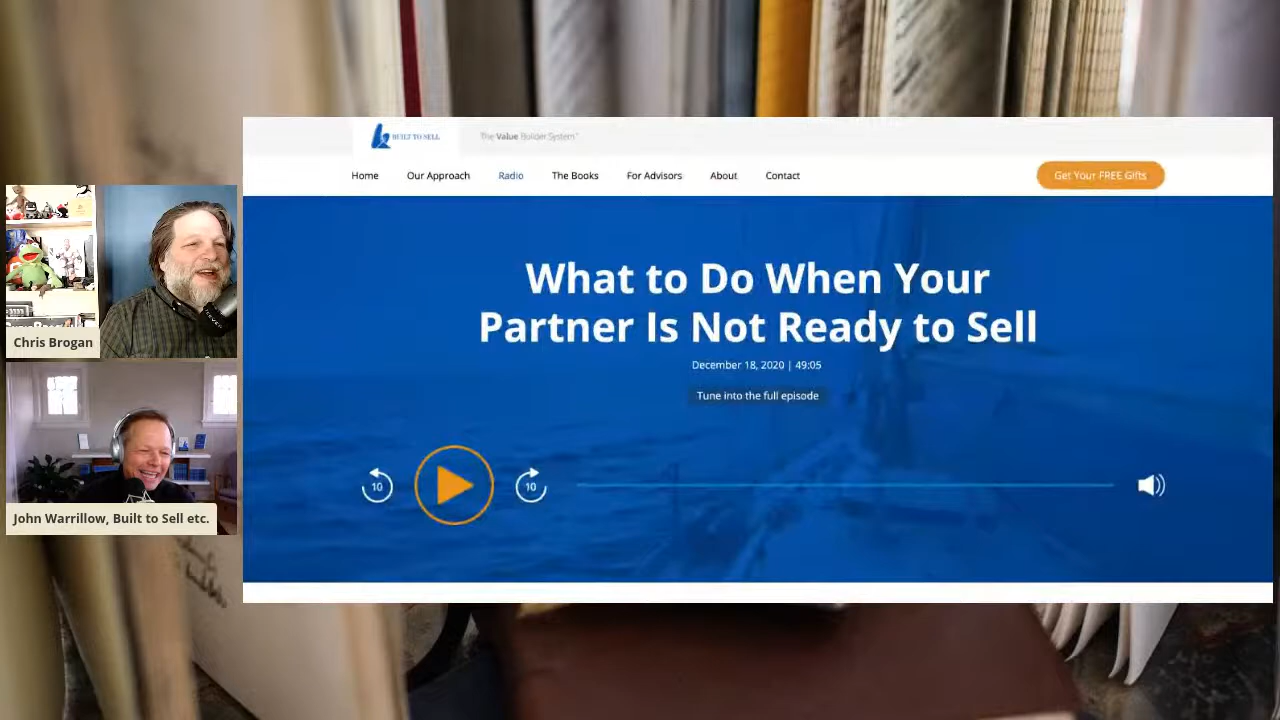 BUILT TO SELL
The Value Builder System™
Home
Our Approach
Radio
The Books
For Advisors
About
Contact
Get Your FREE Gifts
What to Do When Your
Partner Is Not Ready to Sell
December 18, 2020 | 49:05
Tune into the full episode
10
10
Chris Brogan
John Warrillow, Built to Sell etc.